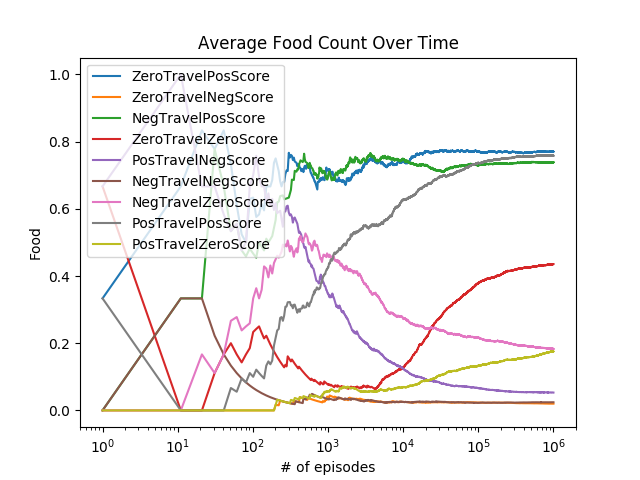 Average Food Count Over Time
1.0
0.8
0.6
0.4
0.2
0.0
Food
ZeroTravelPosScore
ZeroTravelNegScore
NegTravelPosScore
ZeroTravelZeroScore
PosTravelNegScore
NegTravelNegScore
NegTravelZeroScore
PosTravelPosScore
PosTravelZeroScore
10⁰ 10¹ 10² 10³ 10⁴ 10⁵ 10⁶
# of episodes